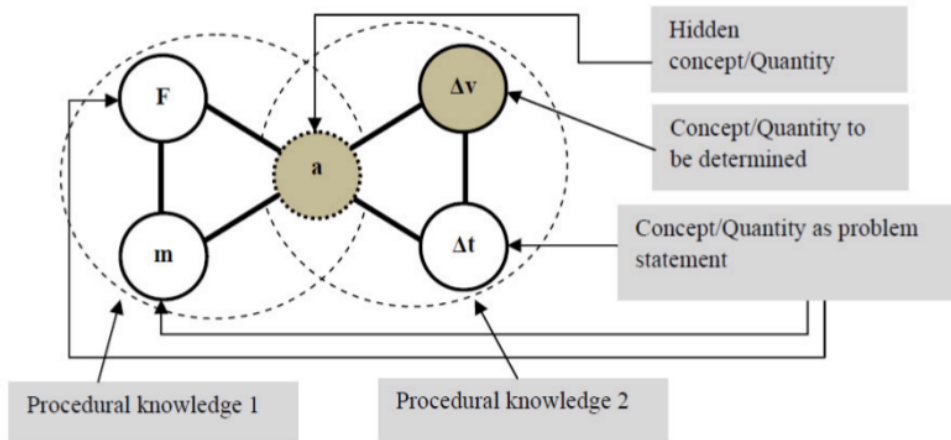 Hidden
concept/Quantity
F
Δv
Concept/Quantity to
be determined
a
m
Δt
Concept/Quantity as problem
statement
Procedural knowledge 1
Procedural knowledge 2